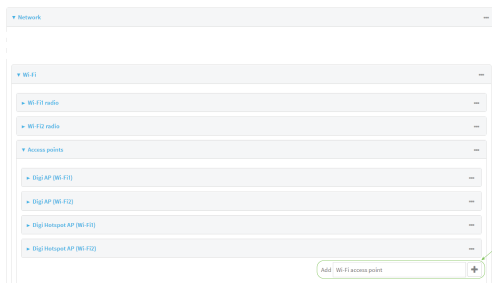 Network
Wi-Fi
Wi-Fi1 radio
Wi-Fi2 radio
Access points
Digi AP (Wi-Fi1)
Digi AP (Wi-Fi2)
Digi Hotspot AP (Wi-Fi1)
Digi Hotspot AP (Wi-Fi2)
Add Wi-Fi access point